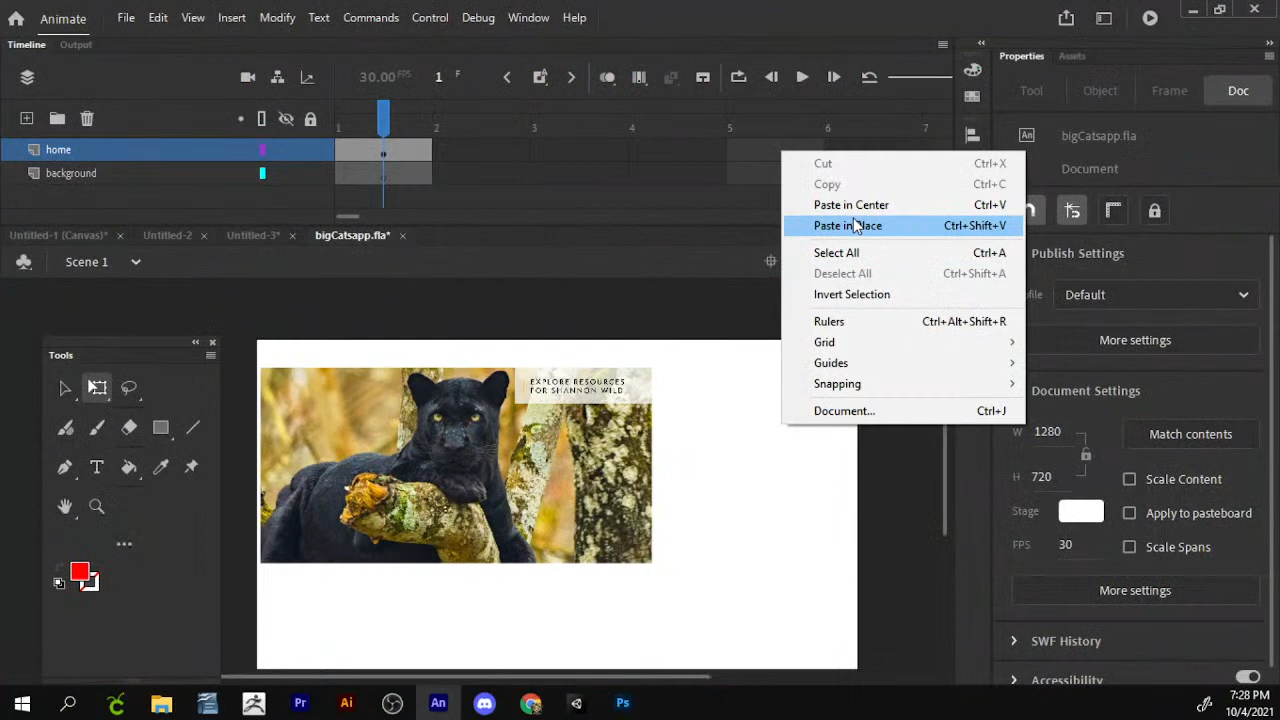 Animate
File Edit View Insert Modify Text Commands Control Debug Window Help
Timeline Output
Properties Assets
30.00 FPS 1 F
Tool Object Frame Doc
1 2 3 4 5 6 7
An bigCatsapp.fla
home
Document
background
Cut Ctrl+X
Copy Ctrl+C
Paste in Center Ctrl+V
Paste in Place Ctrl+Shift+V
Select All Ctrl+A
Deselect All Ctrl+Shift+A
Invert Selection
Rulers Ctrl+Alt+Shift+R
Grid
Guides
Snapping
Document... Ctrl+J
Untitled-1 (Canvas)* Untitled-2 Untitled-3* bigCatsapp.fla*
Scene 1
Publish Settings
Default
More settings
Tools
EXPLORE RESOURCES
FOR SHANNON WILD
Document Settings
W 1280 Match contents
H 720 Scale Content
Stage Apply to pasteboard
FPS 30 Scale Spans
More settings
SWF History
Accessibility
Pr Ai An Ps
7:28 PM
10/4/2021